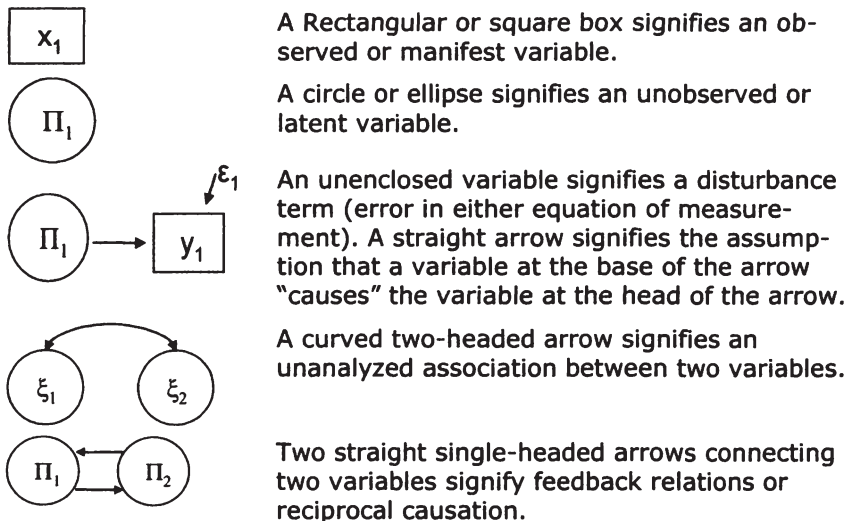 x₁
A Rectangular or square box signifies an ob-
served or manifest variable.
Π₁
A circle or ellipse signifies an unobserved or
latent variable.
ε₁
Π₁
y₁
An unenclosed variable signifies a disturbance
term (error in either equation of measure-
ment). A straight arrow signifies the assump-
tion that a variable at the base of the arrow
"causes" the variable at the head of the arrow.
ξ₁ ξ₂
A curved two-headed arrow signifies an
unanalyzed association between two variables.
Π₁ Π₂
Two straight single-headed arrows connecting
two variables signify feedback relations or
reciprocal causation.